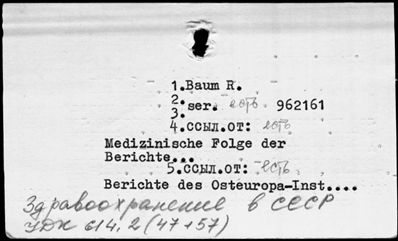 1. Baum R.
2. ser. есть 962161
3.
4. ссыл.от: есть
Medizinische Folge der
Berichte...
5. ссыл.от: есть
Berichte des Osteuropa-Inst....
Здравоохранение в СССР
УДК 614.2 (47+57)